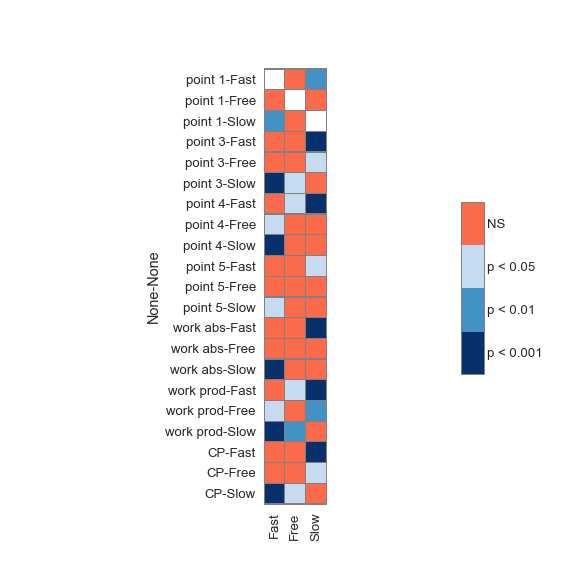 None-None
point 1-Fast
point 1-Free
point 1-Slow
point 3-Fast
point 3-Free
point 3-Slow
point 4-Fast
point 4-Free
point 4-Slow
point 5-Fast
point 5-Free
point 5-Slow
work abs-Fast
work abs-Free
work abs-Slow
work prod-Fast
work prod-Free
work prod-Slow
CP-Fast
CP-Free
CP-Slow
Fast
Free
Slow
NS
p < 0.05
p < 0.01
p < 0.001